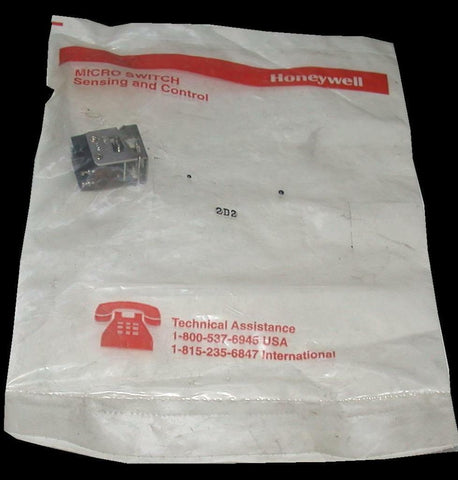 MICRO SWITCH
Sensing and Control
Honeywell
2D2
Technical Assistance
1-800-537-6945 USA
1-815-235-6847 International